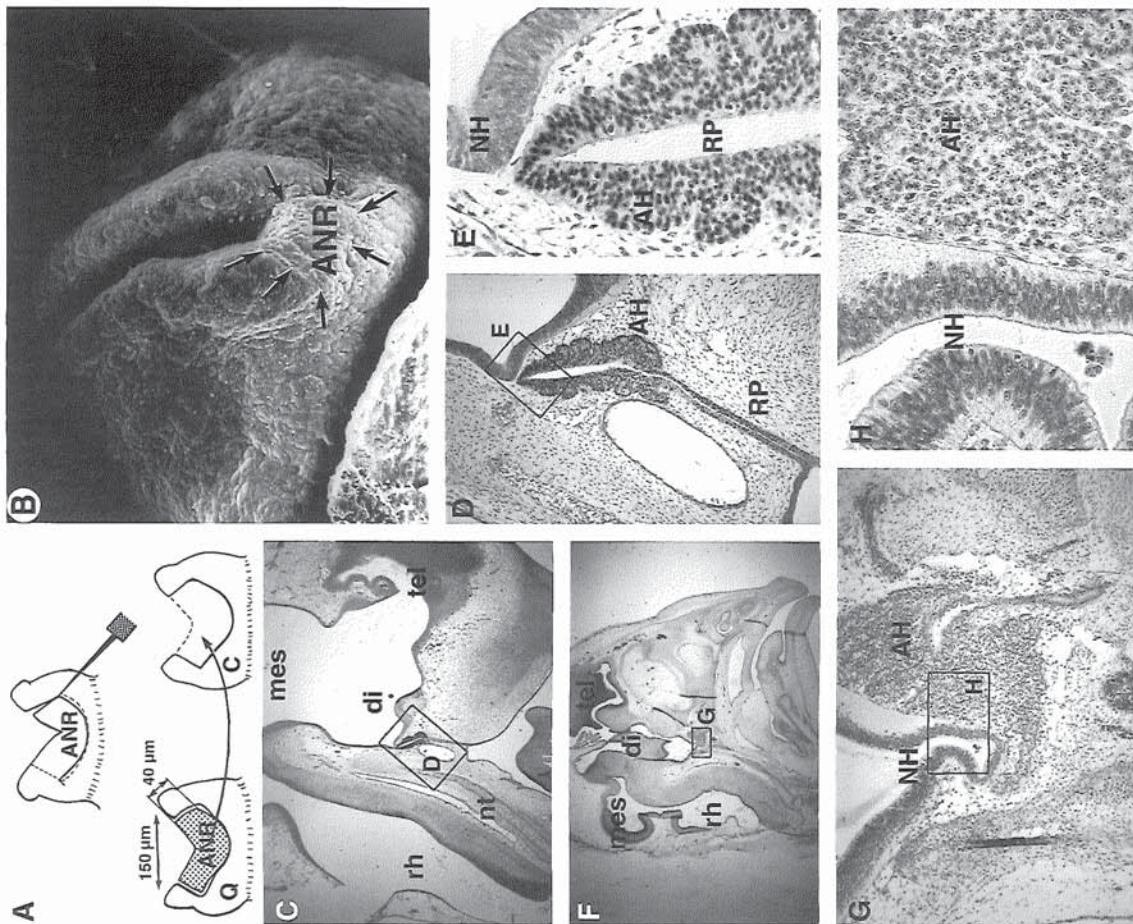 A
ANR
150 µm
40 µm
ANR
Q
C
B
ANR
C
mes
tel
di
D
nt
rh
D
E
AH
RP
E
NH
AH
RP
F
tel
di
mes
G
rh
G
AH
NH
H
H
NH
AH